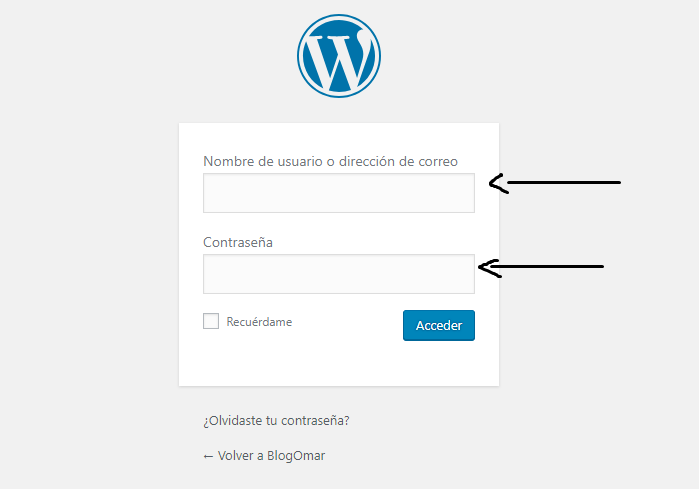 Nombre de usuario o dirección de correo
Contraseña
Recuérdame
Acceder
¿Olvidaste tu contraseña?
← Volver a BlogOmar